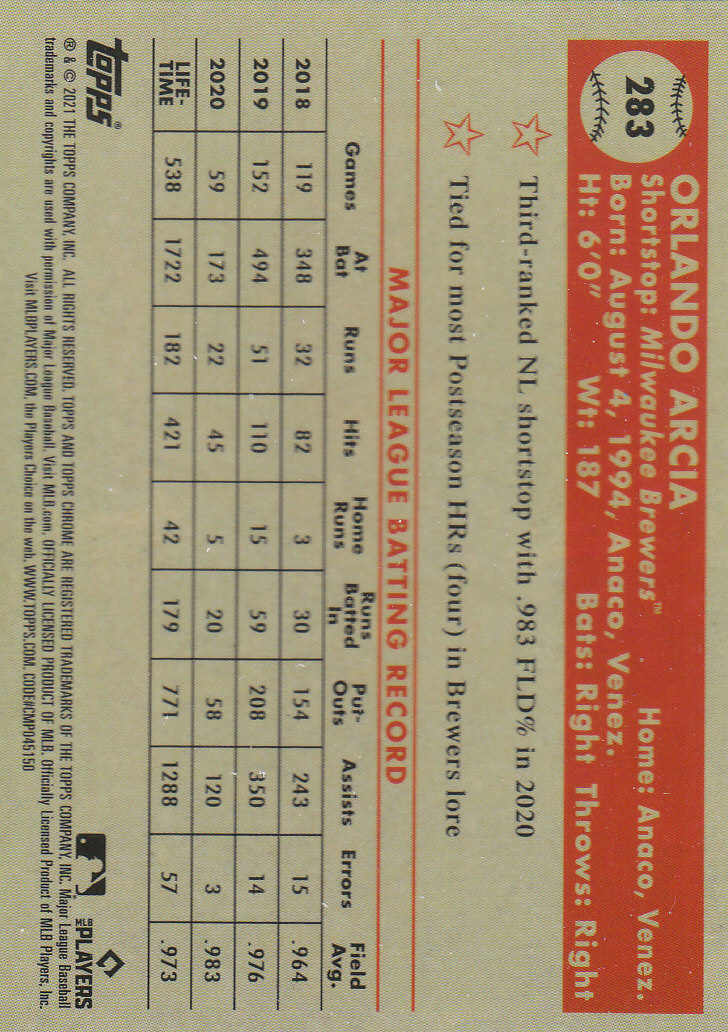 283
ORLANDO ARCIA
Shortstop: Milwaukee Brewers™ Home: Anaco, Venez.
Born: August 4, 1994, Anaco, Venez.
Ht: 6'0" Wt: 187 Bats: Right Throws: Right
Third-ranked NL shortstop with .983 FLD% in 2020
Tied for most Postseason HRs (four) in Brewers lore
MAJOR LEAGUE BATTING RECORD
Games At Bat Runs Hits Home Runs Runs Batted In Put-Outs Assists Errors Field Avg.
2018 119 348 32 82 3 30 154 243 15 .964
2019 152 494 51 110 15 59 208 350 14 .976
2020 59 173 22 45 5 20 58 120 3 .983
LIFE-TIME 538 1722 182 421 42 179 771 1288 57 .973
topps®
MLB PLAYERS
® & © 2021 THE TOPPS COMPANY, INC. ALL RIGHTS RESERVED. TOPPS AND TOPPS CHROME ARE REGISTERED TRADEMARKS OF THE TOPPS COMPANY, INC. Major League Baseball
trademarks and copyrights are used with permission of Major League Baseball. Visit MLB.com. OFFICIALLY LICENSED PRODUCT OF MLB. Officially Licensed Product of MLB Players, Inc.
Visit MLBPLAYERS.COM, the Players Choice on the web. WWW.TOPPS.COM. CODE#CMP045150